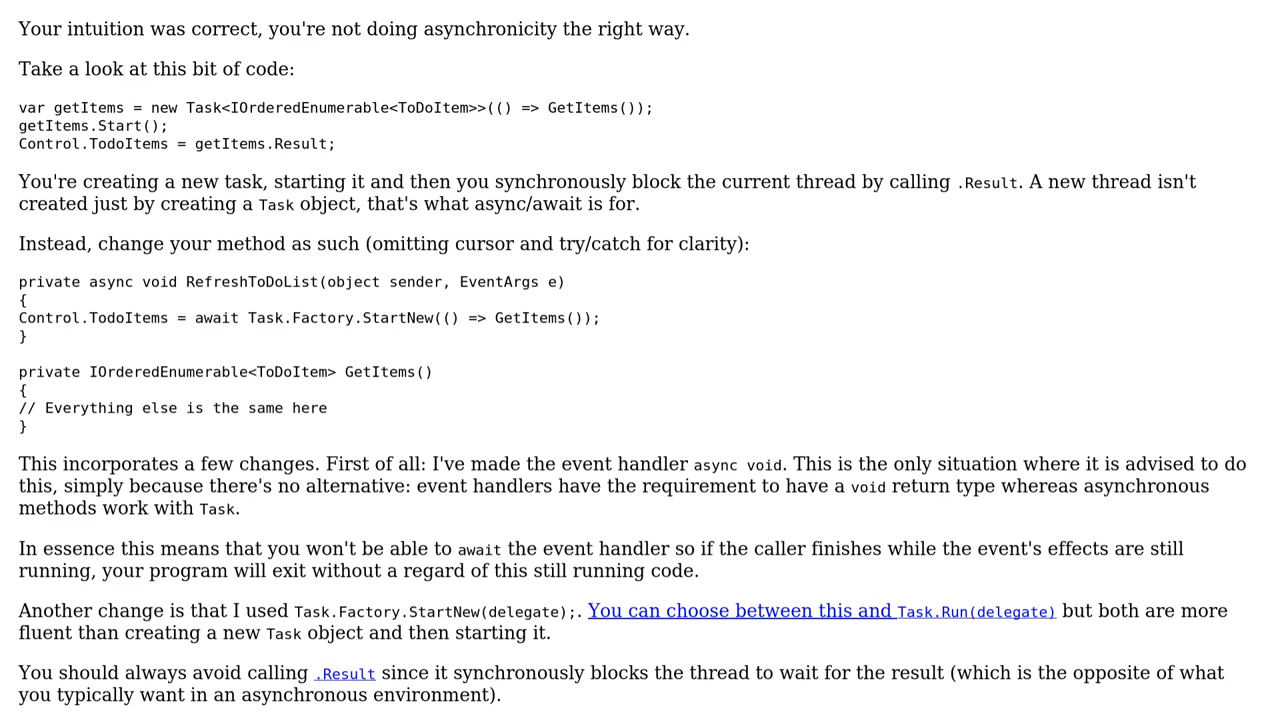 Your intuition was correct, you're not doing asynchronicity the right way.
Take a look at this bit of code:
var getItems = new Task<IOrderedEnumerable<ToDoItem>>(() => GetItems());
getItems.Start();
Control.TodoItems = getItems.Result;
You're creating a new task, starting it and then you synchronously block the current thread by calling .Result. A new thread isn't
created just by creating a Task object, that's what async/await is for.
Instead, change your method as such (omitting cursor and try/catch for clarity):
private async void RefreshToDoList(object sender, EventArgs e)
{
Control.TodoItems = await Task.Factory.StartNew(() => GetItems());
}
private IOrderedEnumerable<ToDoItem> GetItems()
{
// Everything else is the same here
}
This incorporates a few changes. First of all: I've made the event handler async void. This is the only situation where it is advised to do
this, simply because there's no alternative: event handlers have the requirement to have a void return type whereas asynchronous
methods work with Task.
In essence this means that you won't be able to await the event handler so if the caller finishes while the event's effects are still
running, your program will exit without a regard of this still running code.
Another change is that I used Task.Factory.StartNew(delegate);. You can choose between this and Task.Run(delegate) but both are more
fluent than creating a new Task object and then starting it.
You should always avoid calling .Result since it synchronously blocks the thread to wait for the result (which is the opposite of what
you typically want in an asynchronous environment).